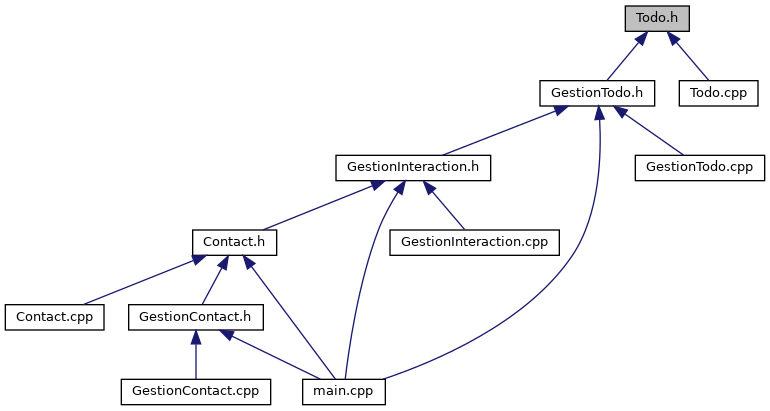 Todo.h
GestionTodo.h
Todo.cpp
GestionInteraction.h
GestionTodo.cpp
Contact.h
GestionInteraction.cpp
Contact.cpp
GestionContact.h
GestionContact.cpp
main.cpp